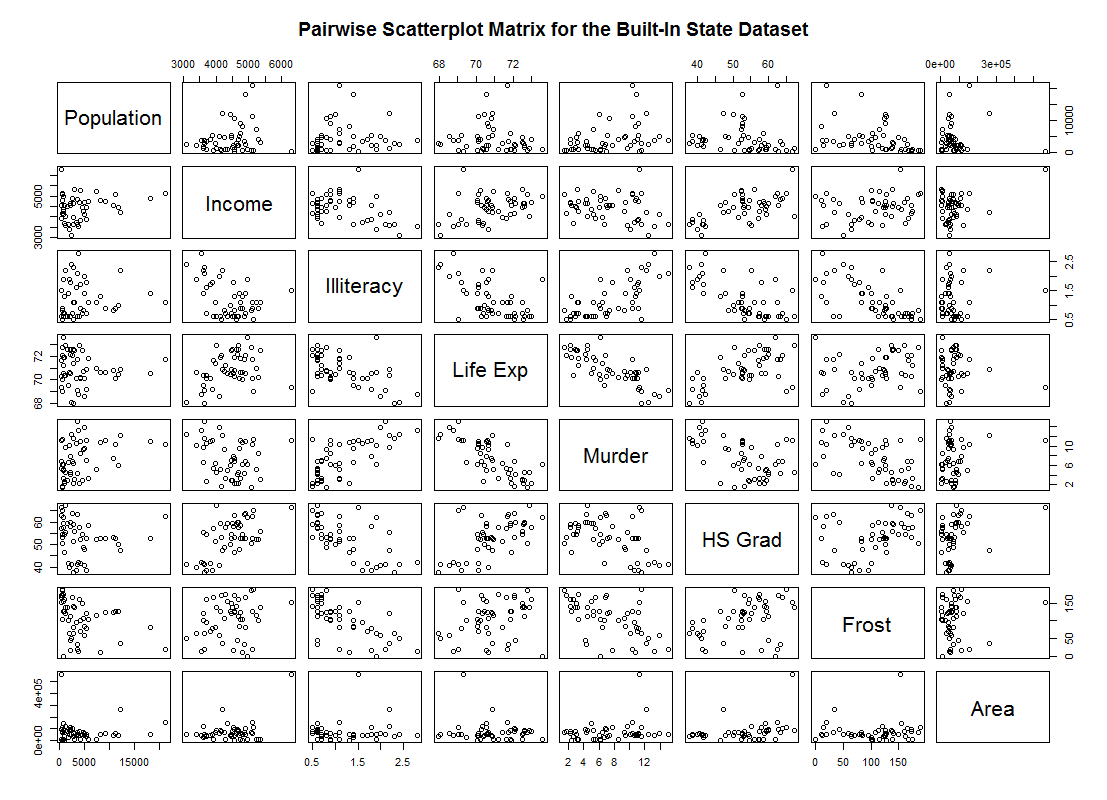 Pairwise Scatterplot Matrix for the Built-In State Dataset
3000 4000 5000 6000
68 70 72
40 50 60
0e+00 3e+05
Population
0 10000
3000 5000
Income
Illiteracy
0.5 1.5 2.5
68 70 72
Life Exp
Murder
2 6 10
40 50 60
HS Grad
Frost
0 50 150
0e+00 4e+05
Area
0 5000 15000
0.5 1.5 2.5
2 4 6 8 12
0 50 100 150